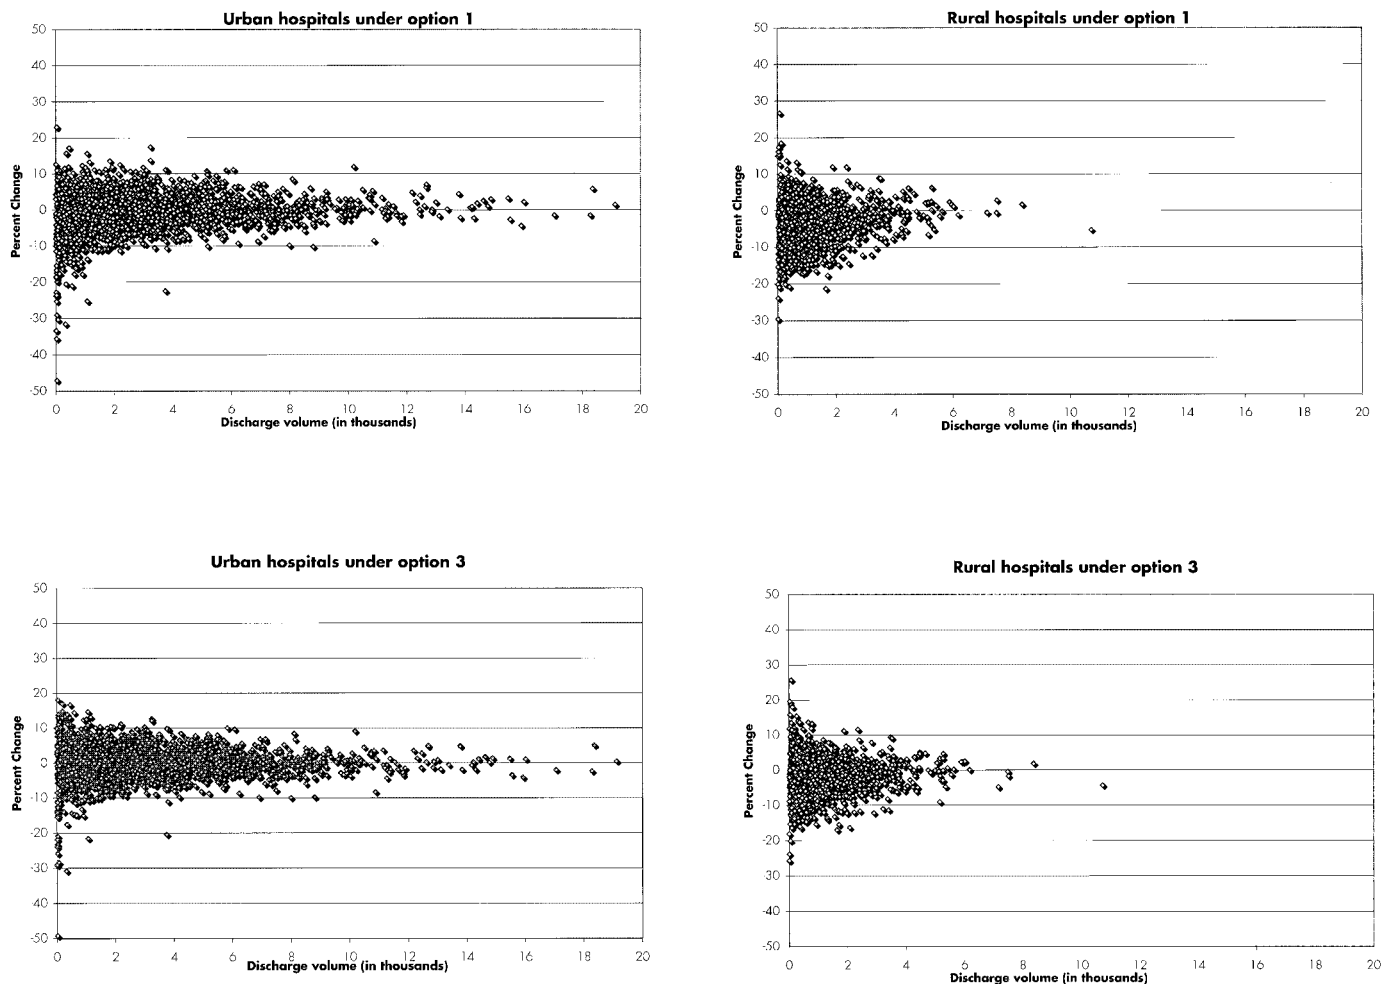 Urban hospitals under option 1
50
40
30
20
10
0
-10
-20
-30
-40
-50
Percent Change
0 2 4 6 8 10 12 14 16 18 20
Discharge volume (in thousands)
Rural hospitals under option 1
50
40
30
20
10
0
-10
-20
-30
-40
-50
Percent Change
0 2 4 6 8 10 12 14 16 18 20
Discharge volume (in thousands)
Urban hospitals under option 3
50
40
30
20
10
0
-10
-20
-30
-40
-50
Percent Change
0 2 4 6 8 10 12 14 16 18 20
Discharge volume (in thousands)
Rural hospitals under option 3
50
40
30
20
10
0
-10
-20
-30
-40
-50
Percent Change
0 2 4 6 8 10 12 14 16 18 20
Discharge volume (in thousands)